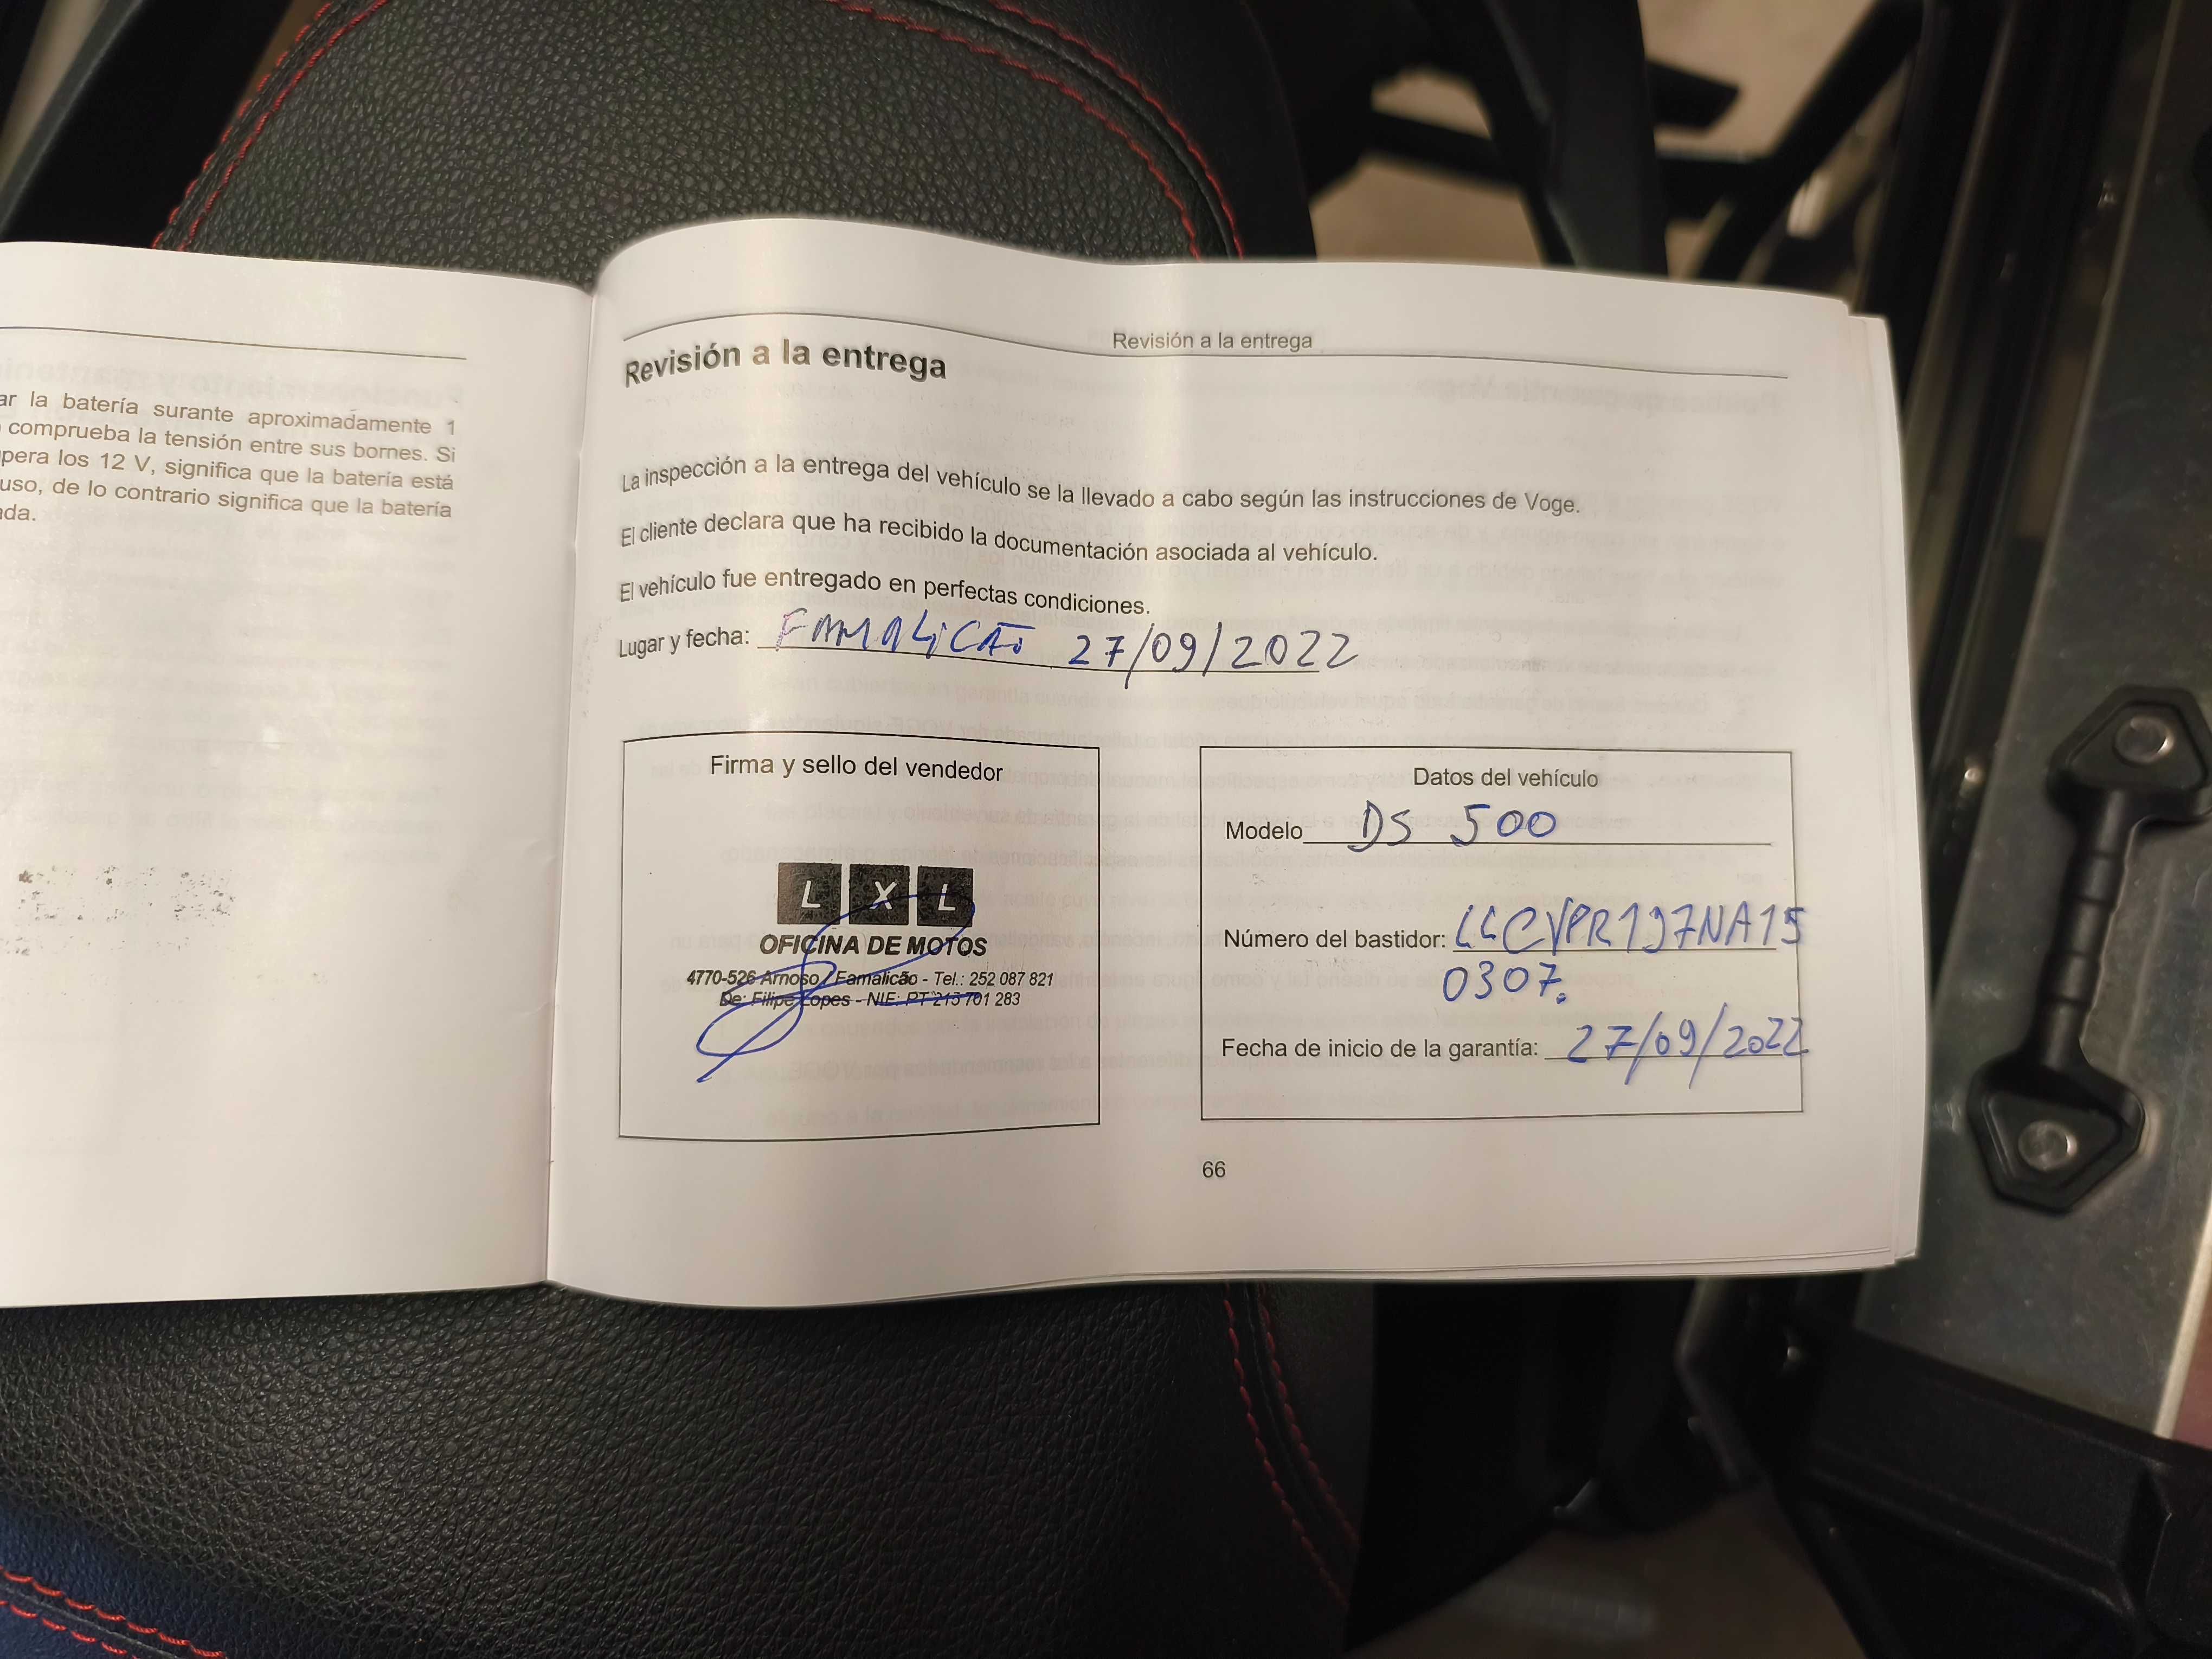 ar la batería surante aproximadamente 1
comprueba la tensión entre sus bornes. Si
pera los 12 V, significa que la batería está
uso, de lo contrario significa que la batería
ada.
Revisión a la entrega
Revisión a la entrega
La inspección a la entrega del vehículo se la llevado a cabo según las instrucciones de Voge.
El cliente declara que ha recibido la documentación asociada al vehículo.
El vehículo fue entregado en perfectas condiciones.
Lugar y fecha: FAMALICÃO 27/09/2022
Firma y sello del vendedor
L X L
OFICINA DE MOTOS
4770-526 Arnoso / Famalicão - Tel.: 252 087 821
De: Filipe Lopes - NIF: PT 215 701 283
Datos del vehículo
Modelo DS 500
Número del bastidor: LLCVPR197NA15
0307.
Fecha de inicio de la garantía: 27/09/2022
66